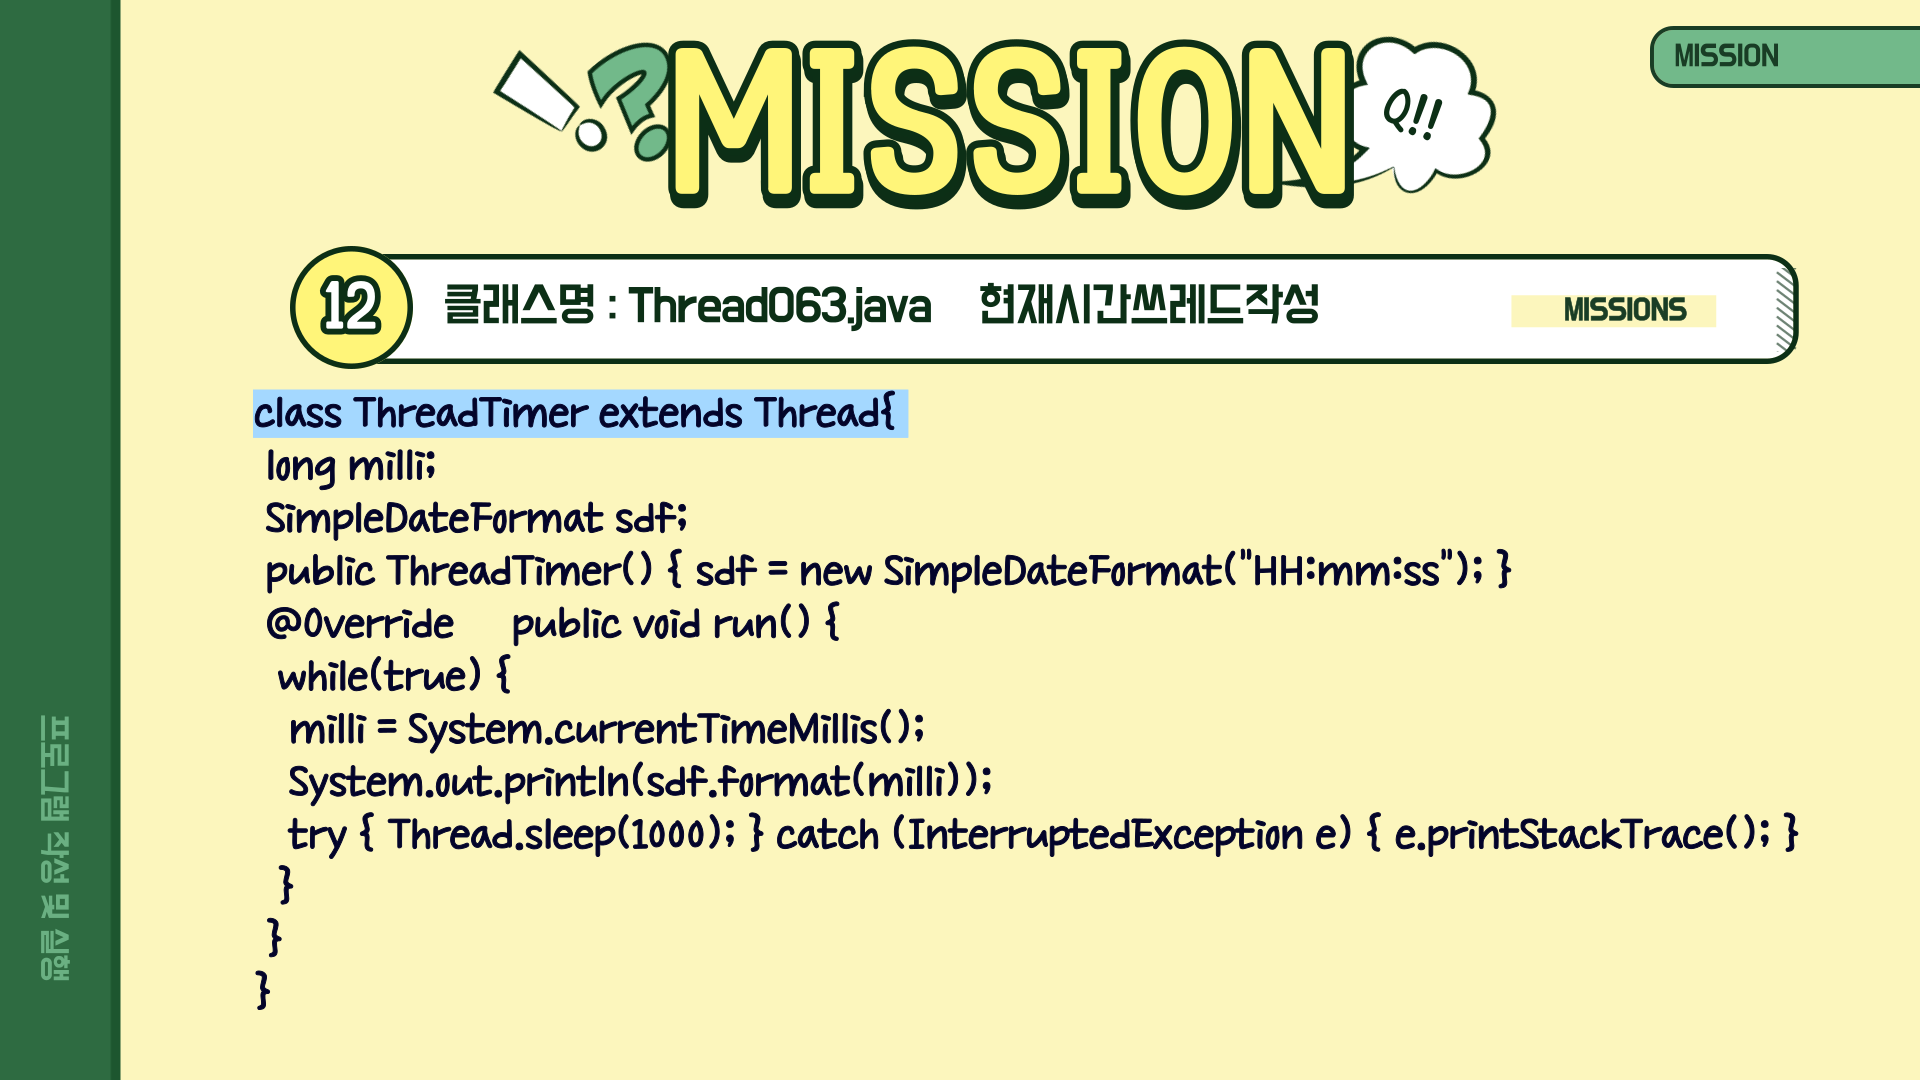 MISSION
MISSION
Q!!
12
클래스명 : Thread063.java 현재시간쓰레드작성
MISSIONS
class ThreadTimer extends Thread{
long milli;
SimpleDateFormat sdf;
public ThreadTimer() { sdf = new SimpleDateFormat("HH:mm:ss"); }
@Override public void run() {
while(true) {
milli = System.currentTimeMillis();
System.out.println(sdf.format(milli));
try { Thread.sleep(1000); } catch (InterruptedException e) { e.printStackTrace(); }
}
}
}
프로그램 작성 및 실행